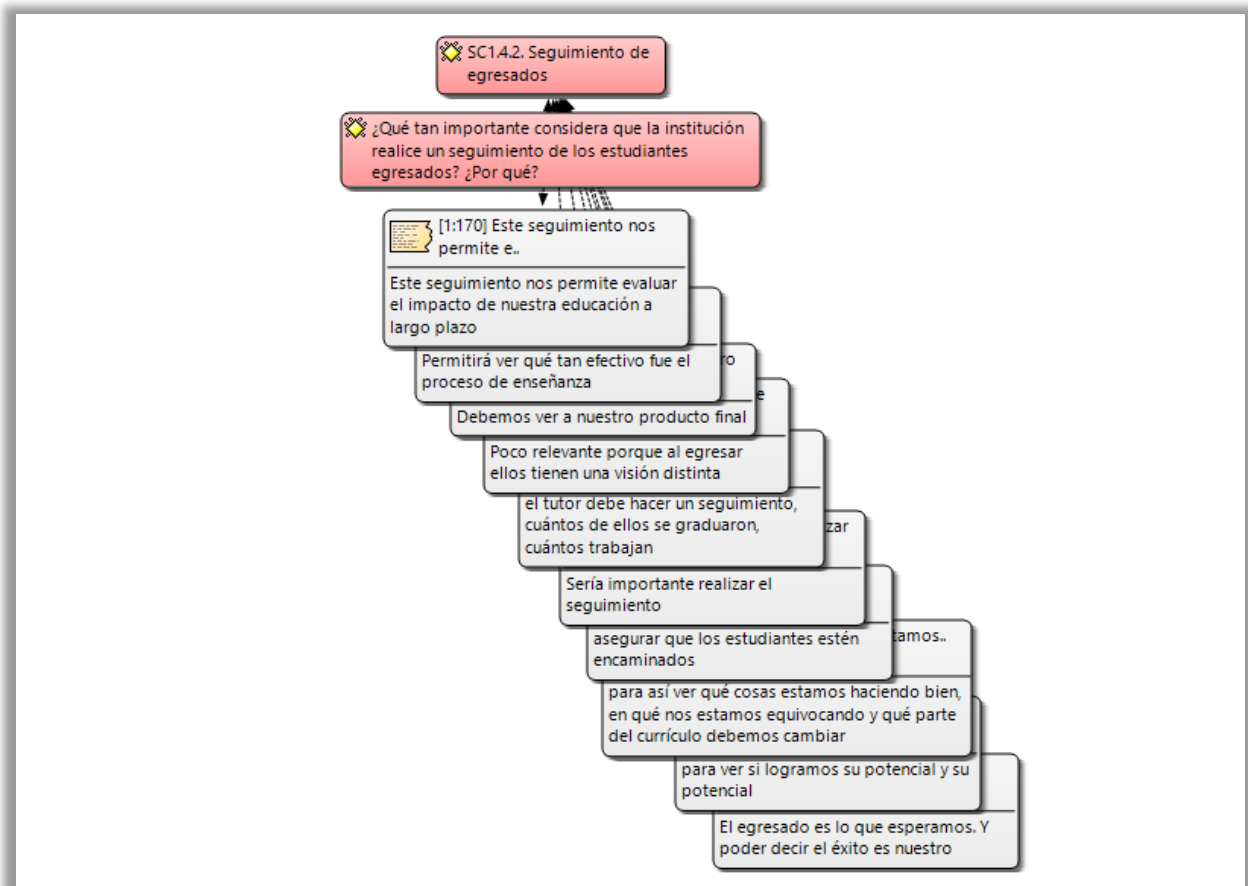 SC1.4.2. Seguimiento de
egresados
¿Qué tan importante considera que la institución
realice un seguimiento de los estudiantes
egresados? ¿Por qué?
[1:170] Este seguimiento nos
permite e..
Este seguimiento nos permite evaluar
el impacto de nuestra educación a
largo plazo
Permitirá ver qué tan efectivo fue el
proceso de enseñanza
ro
Debemos ver a nuestro producto final
e
Poco relevante porque al egresar
ellos tienen una visión distinta
el tutor debe hacer un seguimiento,
cuántos de ellos se graduaron,
cuántos trabajan
zar
Sería importante realizar el
seguimiento
asegurar que los estudiantes estén
encaminados
tamos..
para así ver qué cosas estamos haciendo bien,
en qué nos estamos equivocando y qué parte
del currículo debemos cambiar
para ver si logramos su potencial y su
potencial
El egresado es lo que esperamos. Y
poder decir el éxito es nuestro